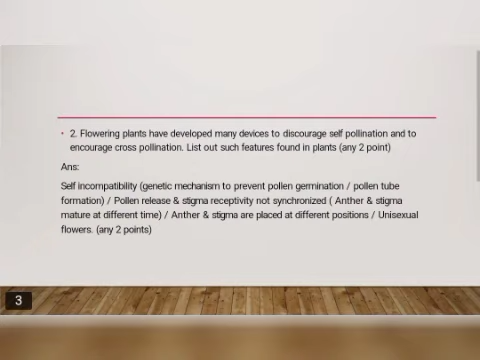 • 2. Flowering plants have developed many devices to discourage self pollination and to
encourage cross pollination. List out such features found in plants (any 2 point)
Ans:
Self incompatibility (genetic mechanism to prevent pollen germination / pollen tube
formation) / Pollen release & stigma receptivity not synchronized ( Anther & stigma
mature at different time) / Anther & stigma are placed at different positions / Unisexual
flowers. (any 2 points)
3